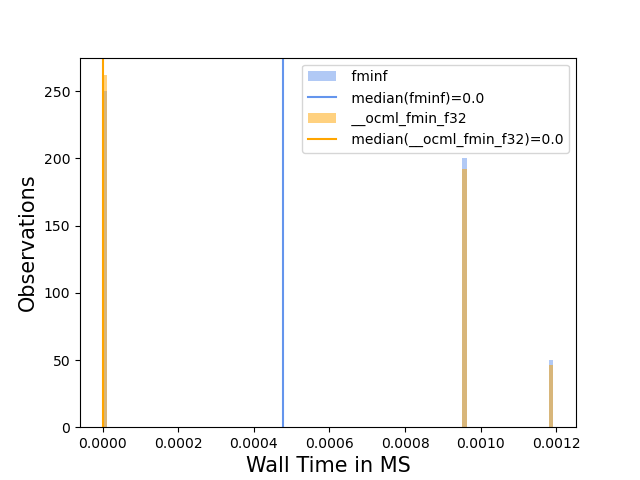 fminf
median(fminf)=0.0
__ocml_fmin_f32
median(__ocml_fmin_f32)=0.0
250
200
150
100
50
0
Observations
0.0000 0.0002 0.0004 0.0006 0.0008 0.0010 0.0012
Wall Time in MS